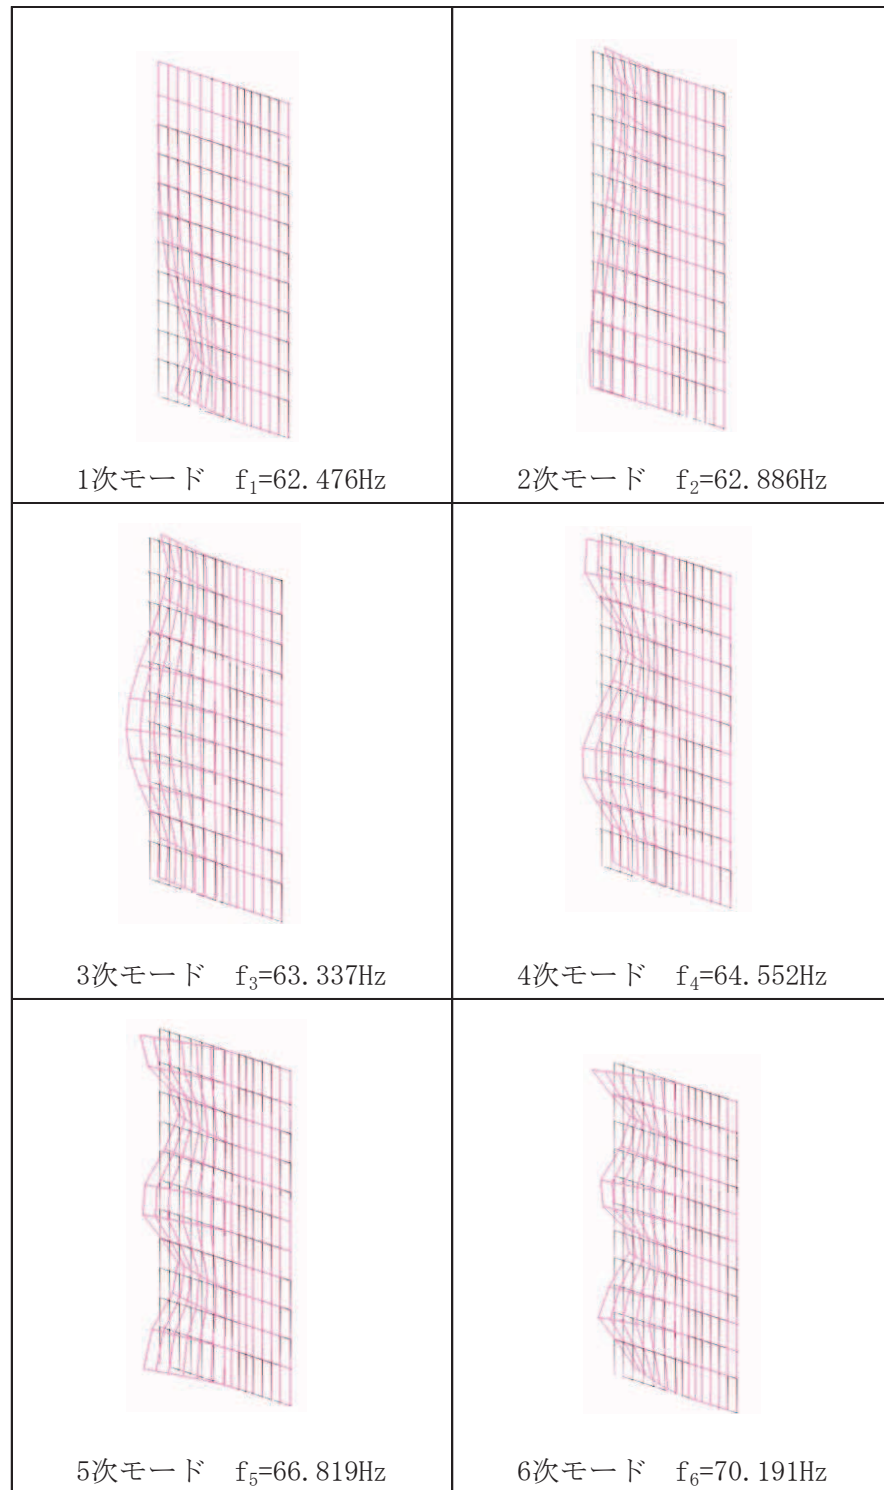 1次モード f₁=62.476Hz
2次モード f₂=62.886Hz
3次モード f₃=63.337Hz
4次モード f₄=64.552Hz
5次モード f₅=66.819Hz
6次モード f₆=70.191Hz